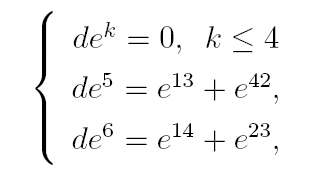 de^k = 0, k ≤ 4
de^5 = e^{13} + e^{42},
de^6 = e^{14} + e^{23},